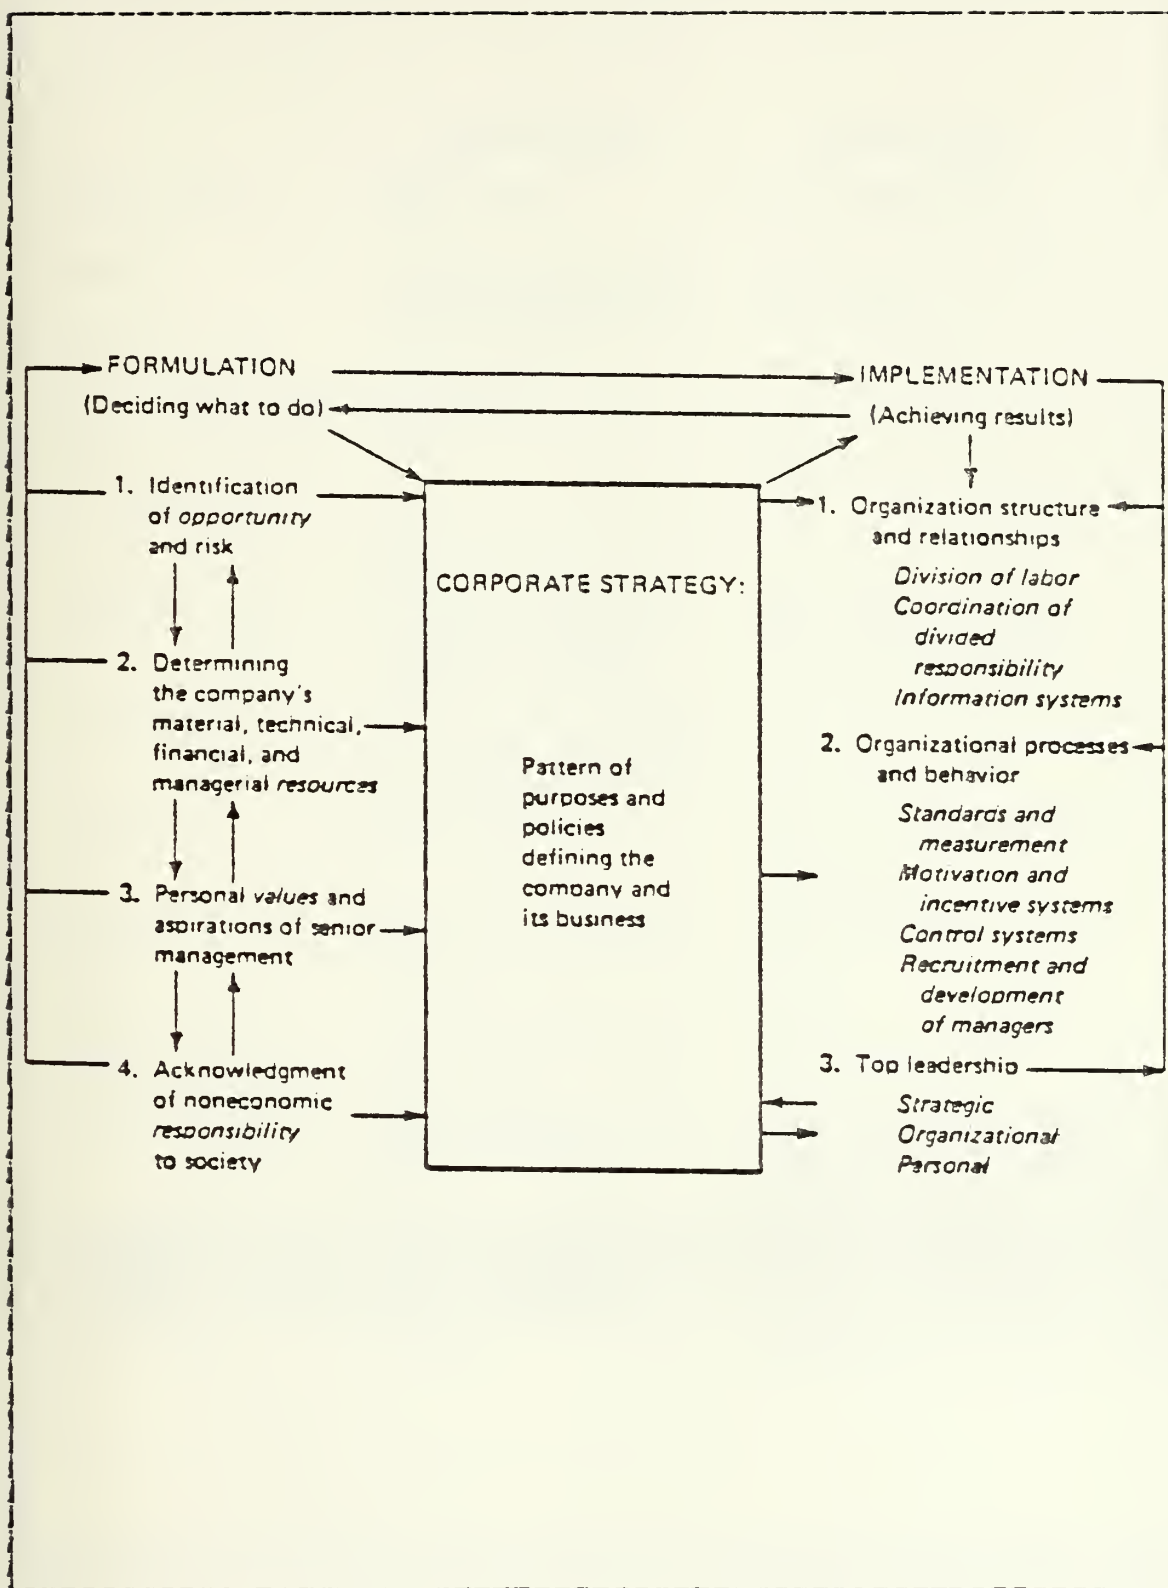 FORMULATION
(Deciding what to do)
1. Identification
of opportunity
and risk
2. Determining
the company's
material, technical,
financial, and
managerial resources
3. Personal values and
aspirations of senior
management
4. Acknowledgment
of noneconomic
responsibility
to society
CORPORATE STRATEGY:
Pattern of
purposes and
policies
defining the
company and
its business
IMPLEMENTATION
(Achieving results)
1. Organization structure
and relationships
Division of labor
Coordination of
divided
responsibility
Information systems
2. Organizational processes
and behavior
Standards and
measurement
Motivation and
incentive systems
Control systems
Recruitment and
development
of managers
3. Top leadership
Strategic
Organizational
Personal